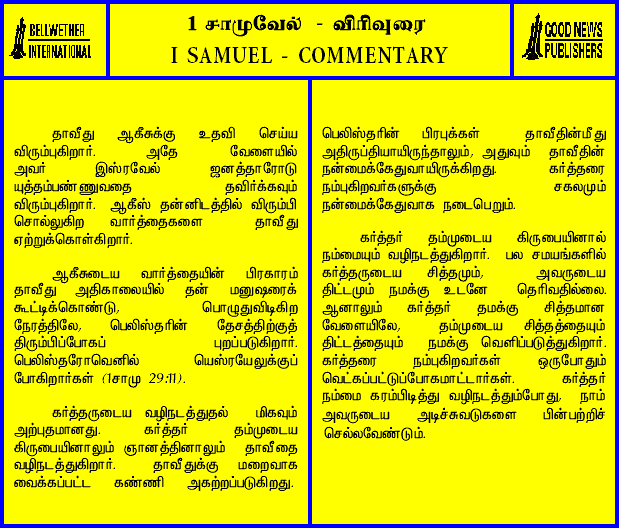 BELLWETHER
INTERNATIONAL
1 சாமுவேல் - விரிவுரை
I SAMUEL - COMMENTARY
GOOD NEWS
PUBLISHERS
தாவீது ஆகீசுக்கு உதவி செய்ய
விரும்புகிறார். அதே வேளையில்
அவர் இஸ்ரவேல் ஜனத்தாரோடு
யுத்தம்பண்ணுவதை தவிர்க்கவும்
விரும்புகிறார். ஆகீஸ் தன்னிடத்தில் விரும்பி
சொல்லுகிற வார்த்தைகளை தாவீது
ஏற்றுக்கொள்கிறார்.
ஆகீசுடைய வார்த்தையின் பிரகாரம்
தாவீது அதிகாலையில் தன் மனுஷரைக்
கூட்டிக்கொண்டு, பொழுதுவிடிகிற
நேரத்திலே, பெலிஸ்தரின் தேசத்திற்குத்
திரும்பிப்போகப் புறப்படுகிறார்.
பெலிஸ்தரோவெனில் யெஸ்ரயேலுக்குப்
போகிறார்கள் (1சாமு 29:11).
கர்த்தருடைய வழிநடத்துதல் மிகவும்
அற்புதமானது. கர்த்தர் தம்முடைய
கிருபையினாலும் ஞானத்தினாலும் தாவீதை
வழிநடத்துகிறார். தாவீதுக்கு மறைவாக
வைக்கப்பட்ட கண்ணி அகற்றப்படுகிறது.
பெலிஸ்தரின் பிரபுக்கள் தாவீதின்மீது
அதிருப்தியாயிருந்தாலும், அதுவும் தாவீதின்
நன்மைக்கேதுவாயிருக்கிறது. கர்த்தரை
நம்புகிறவர்களுக்கு சகலமும்
நன்மைக்கேதுவாக நடைபெறும்.
கர்த்தர் தம்முடைய கிருபையினால்
நம்மையும் வழிநடத்துகிறார். பல சமயங்களில்
கர்த்தருடைய சித்தமும், அவருடைய
திட்டமும் நமக்கு உடனே தெரிவதில்லை.
ஆனாலும் கர்த்தர் தமக்கு சித்தமான
வேளையிலே, தம்முடைய சித்தத்தையும்
திட்டத்தையும் நமக்கு வெளிப்படுத்துகிறார்.
கர்த்தரை நம்புகிறவர்கள் ஒருபோதும்
வெட்கப்பட்டுப்போகமாட்டார்கள். கர்த்தர்
நம்மை கரம்பிடித்து வழிநடத்தும்போது, நாம்
அவருடைய அடிச்சுவடுகளை பின்பற்றிச்
செல்லவேண்டும்.